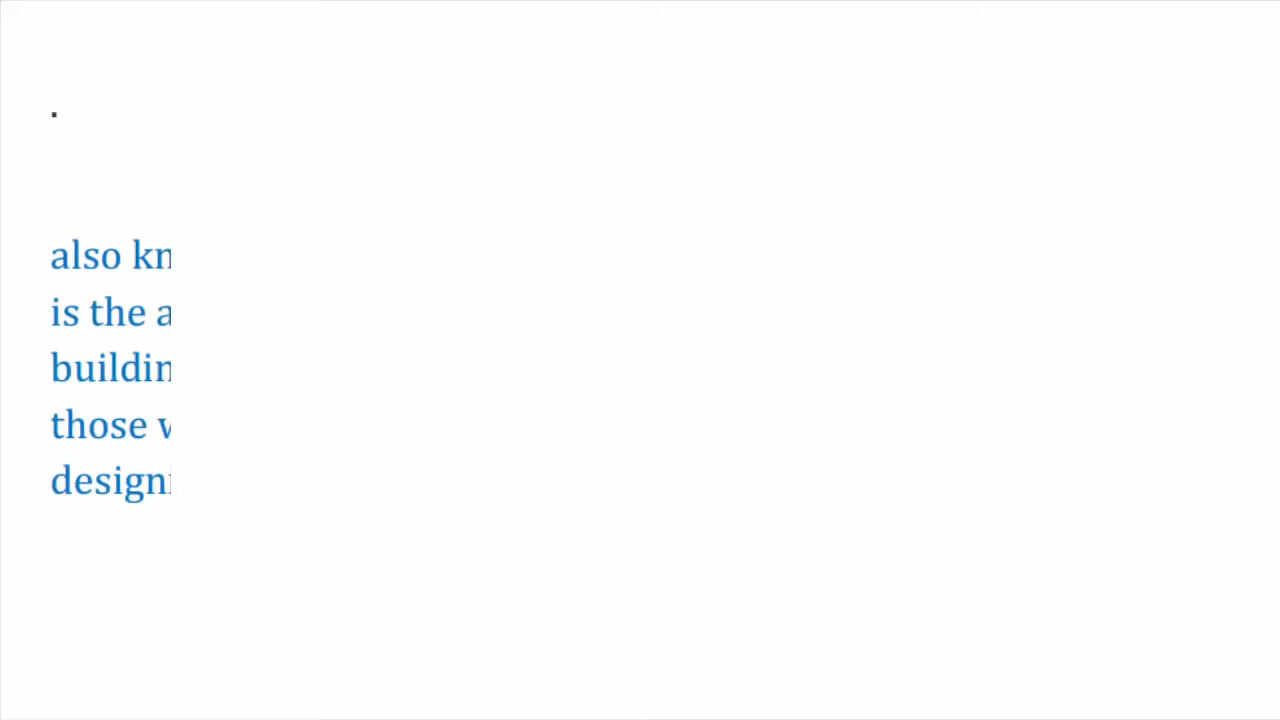 .
also kn
is the a
buildin
those w
design